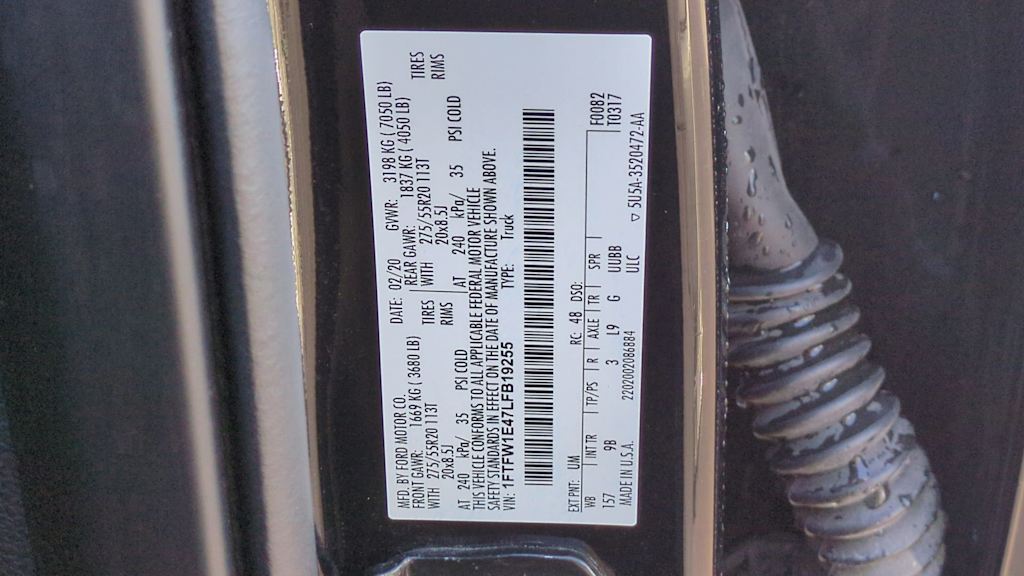 MFD. BY FORD MOTOR CO. DATE: 02/20 GVWR: 3198 KG ( 7050 LB)
FRONT GAWR: 1669 KG ( 3680 LB) REAR GAWR: 1837 KG ( 4050 LB)
WITH 275/55R20 113T TIRES WITH 275/55R20 113T TIRES
20x8.5J RIMS 20x8.5J RIMS
AT 240 kPa/ 35 PSI COLD AT 240 kPa/ 35 PSI COLD
THIS VEHICLE CONFORMS TO ALL APPLICABLE FEDERAL MOTOR VEHICLE
SAFETY STANDARDS IN EFFECT ON THE DATE OF MANUFACTURE SHOWN ABOVE.
VIN: 1FTFW1E47LFB19255 TYPE: Truck
EXT PNT: UM RC: 48 DSO: F0082
WB INTR TP/PS R AXLE TR SPR T0317
157 9B 3 L9 G UUBB
MADE IN U.S.A. 2202002086884 ULC
▽ 5U5A-3520472-AA